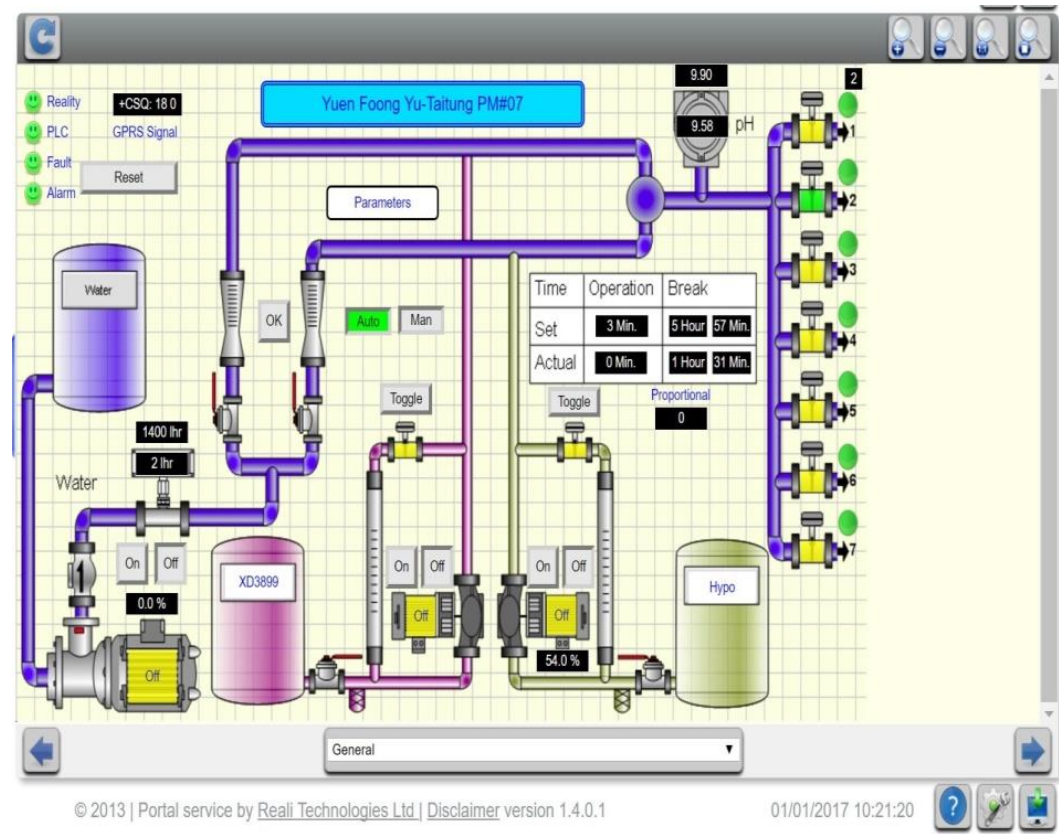 Yuen Foong Yu-Taitung PM#07
9.90
9.58
pH
2
Reality
+CSQ: 18 0
PLC
GPRS Signal
Fault
Reset
Alarm
Parameters
1
2
3
4
5
6
7
Water
OK
Auto
Man
Time Operation Break
Set 3 Min. 5 Hour 57 Min.
Actual 0 Min. 1 Hour 31 Min.
Proportional
0
Toggle
Toggle
1400 lhr
2 lhr
Water
On Off
0.0 %
Off
1
XD3899
On Off
Off
On Off
Off
54.0 %
Hypo
General
© 2013 | Portal service by Reali Technologies Ltd | Disclaimer version 1.4.0.1
01/01/2017 10:21:20